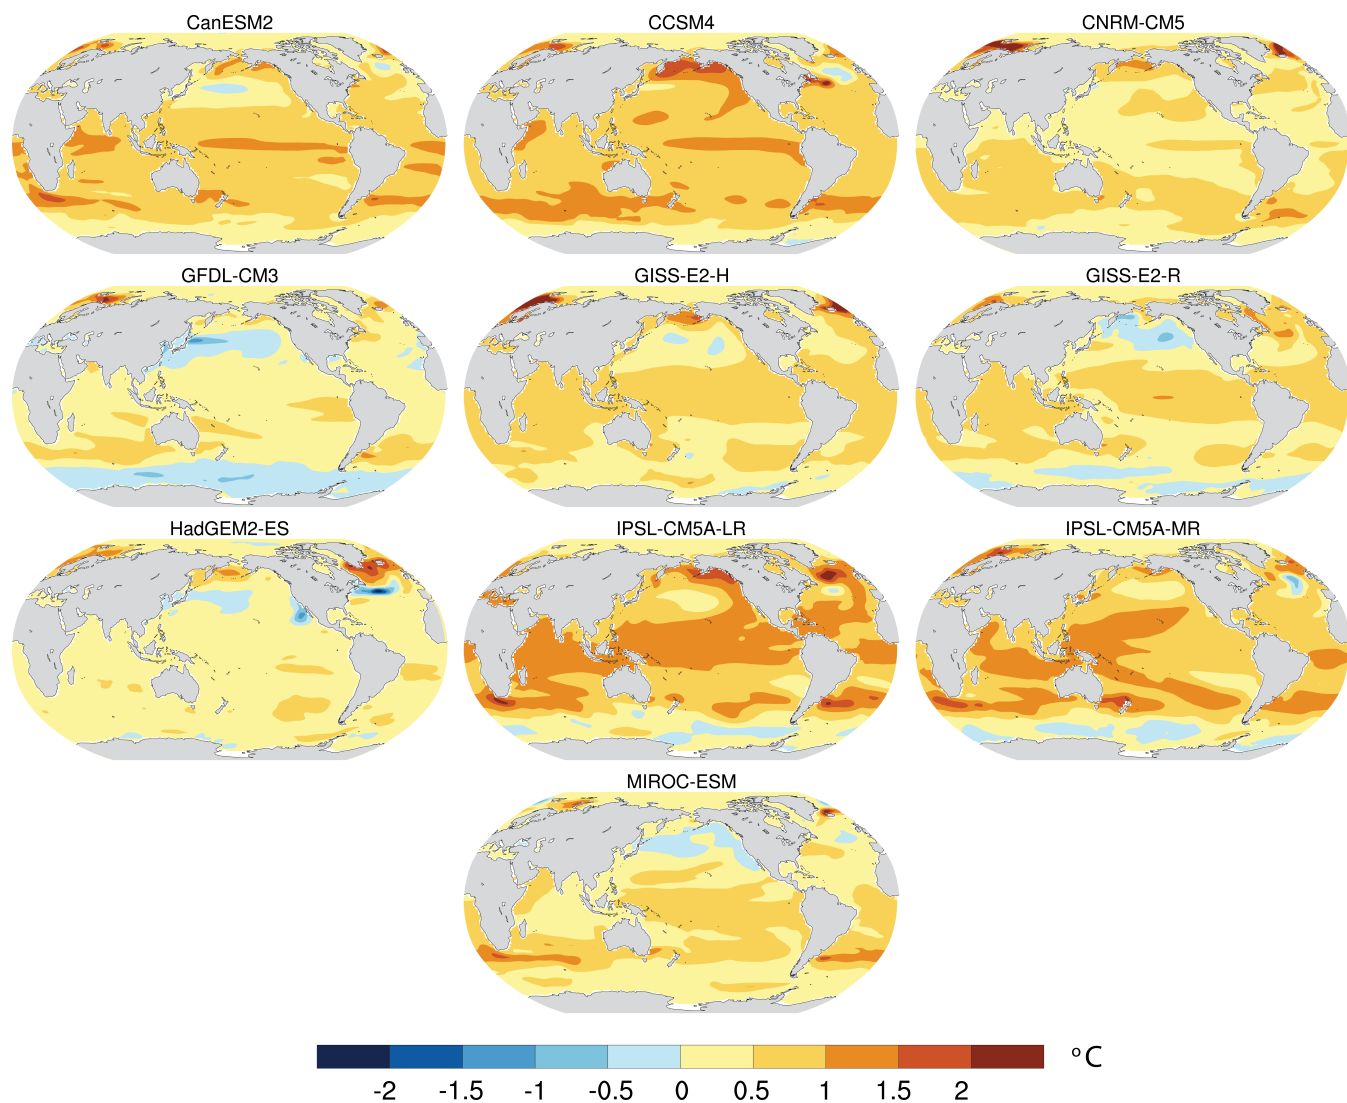 CanESM2 CCSM4 CNRM-CM5
GFDL-CM3 GISS-E2-H GISS-E2-R
HadGEM2-ES IPSL-CM5A-LR IPSL-CM5A-MR
MIROC-ESM
°C
-2 -1.5 -1 -0.5 0 0.5 1 1.5 2